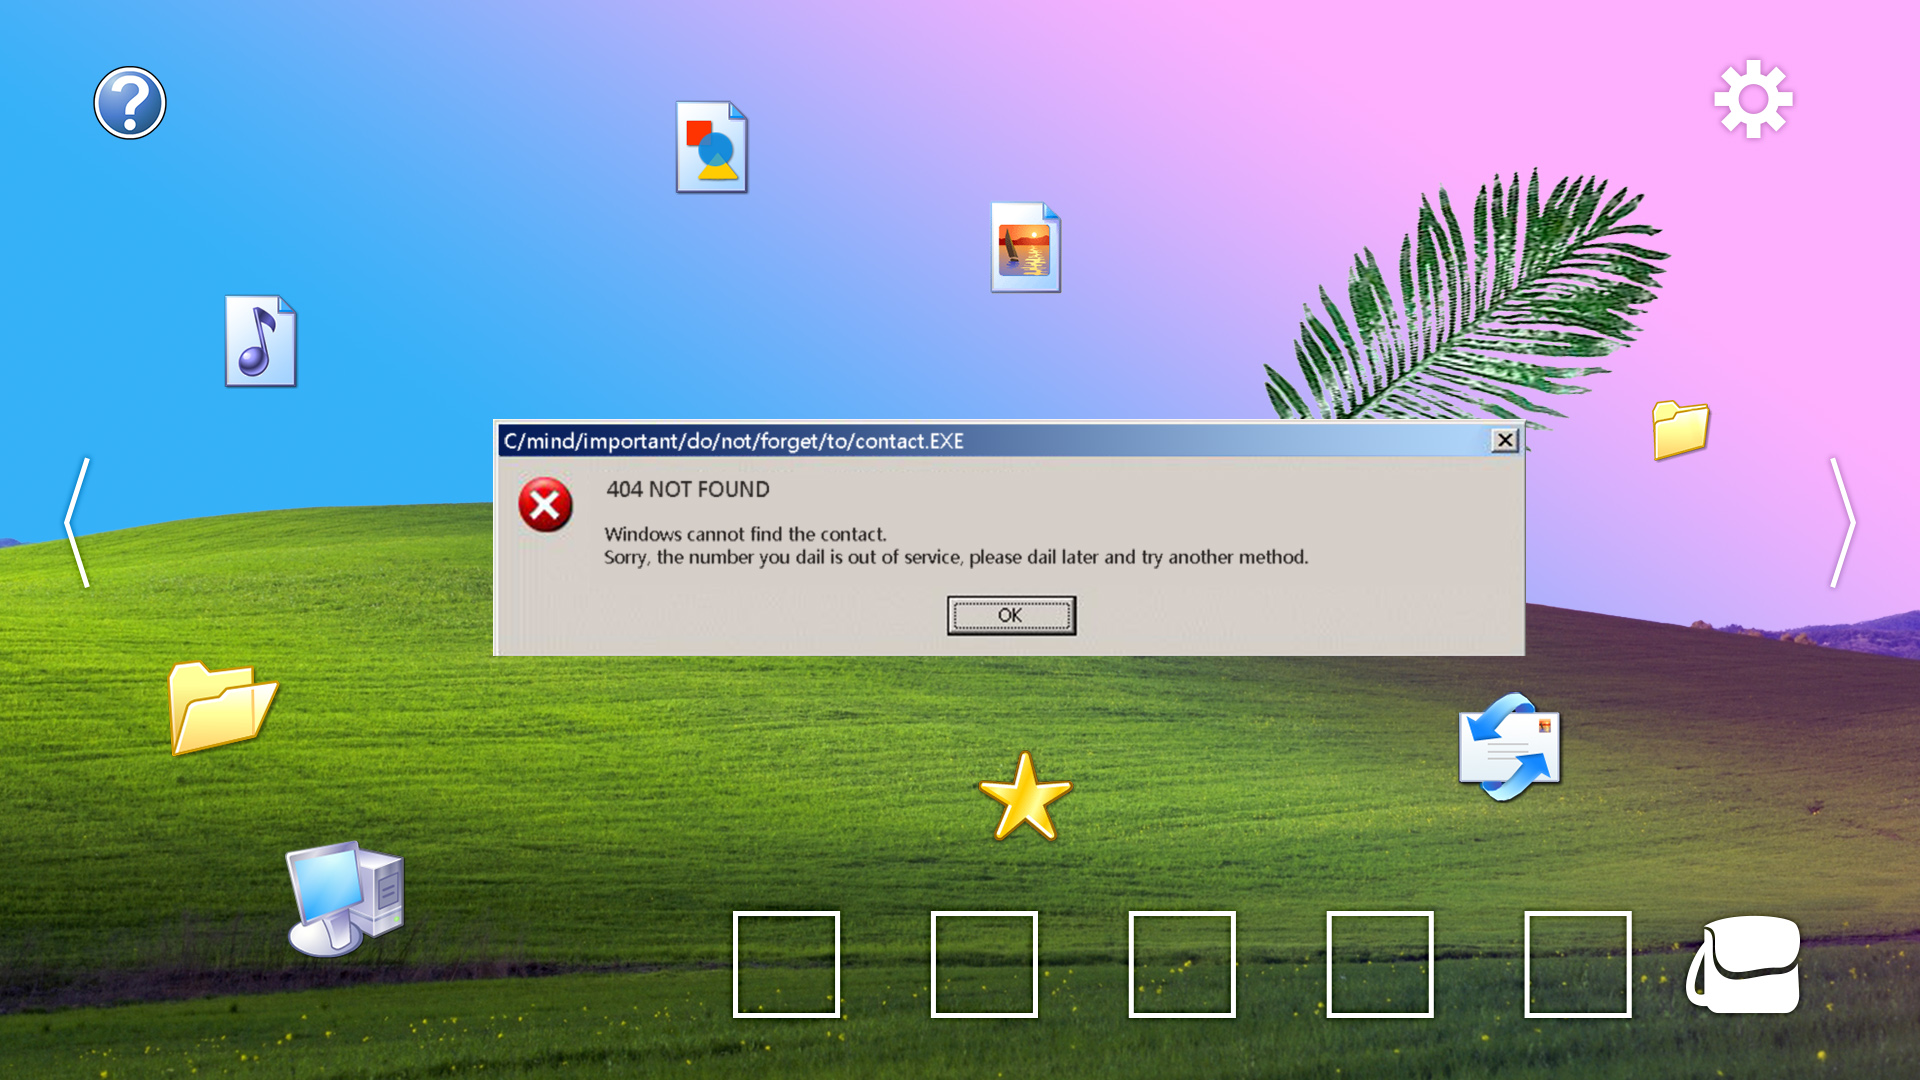 C/mind/important/do/not/forget/to/contact.EXE
404 NOT FOUND
Windows cannot find the contact.
Sorry, the number you dail is out of service, please dail later and try another method.
OK